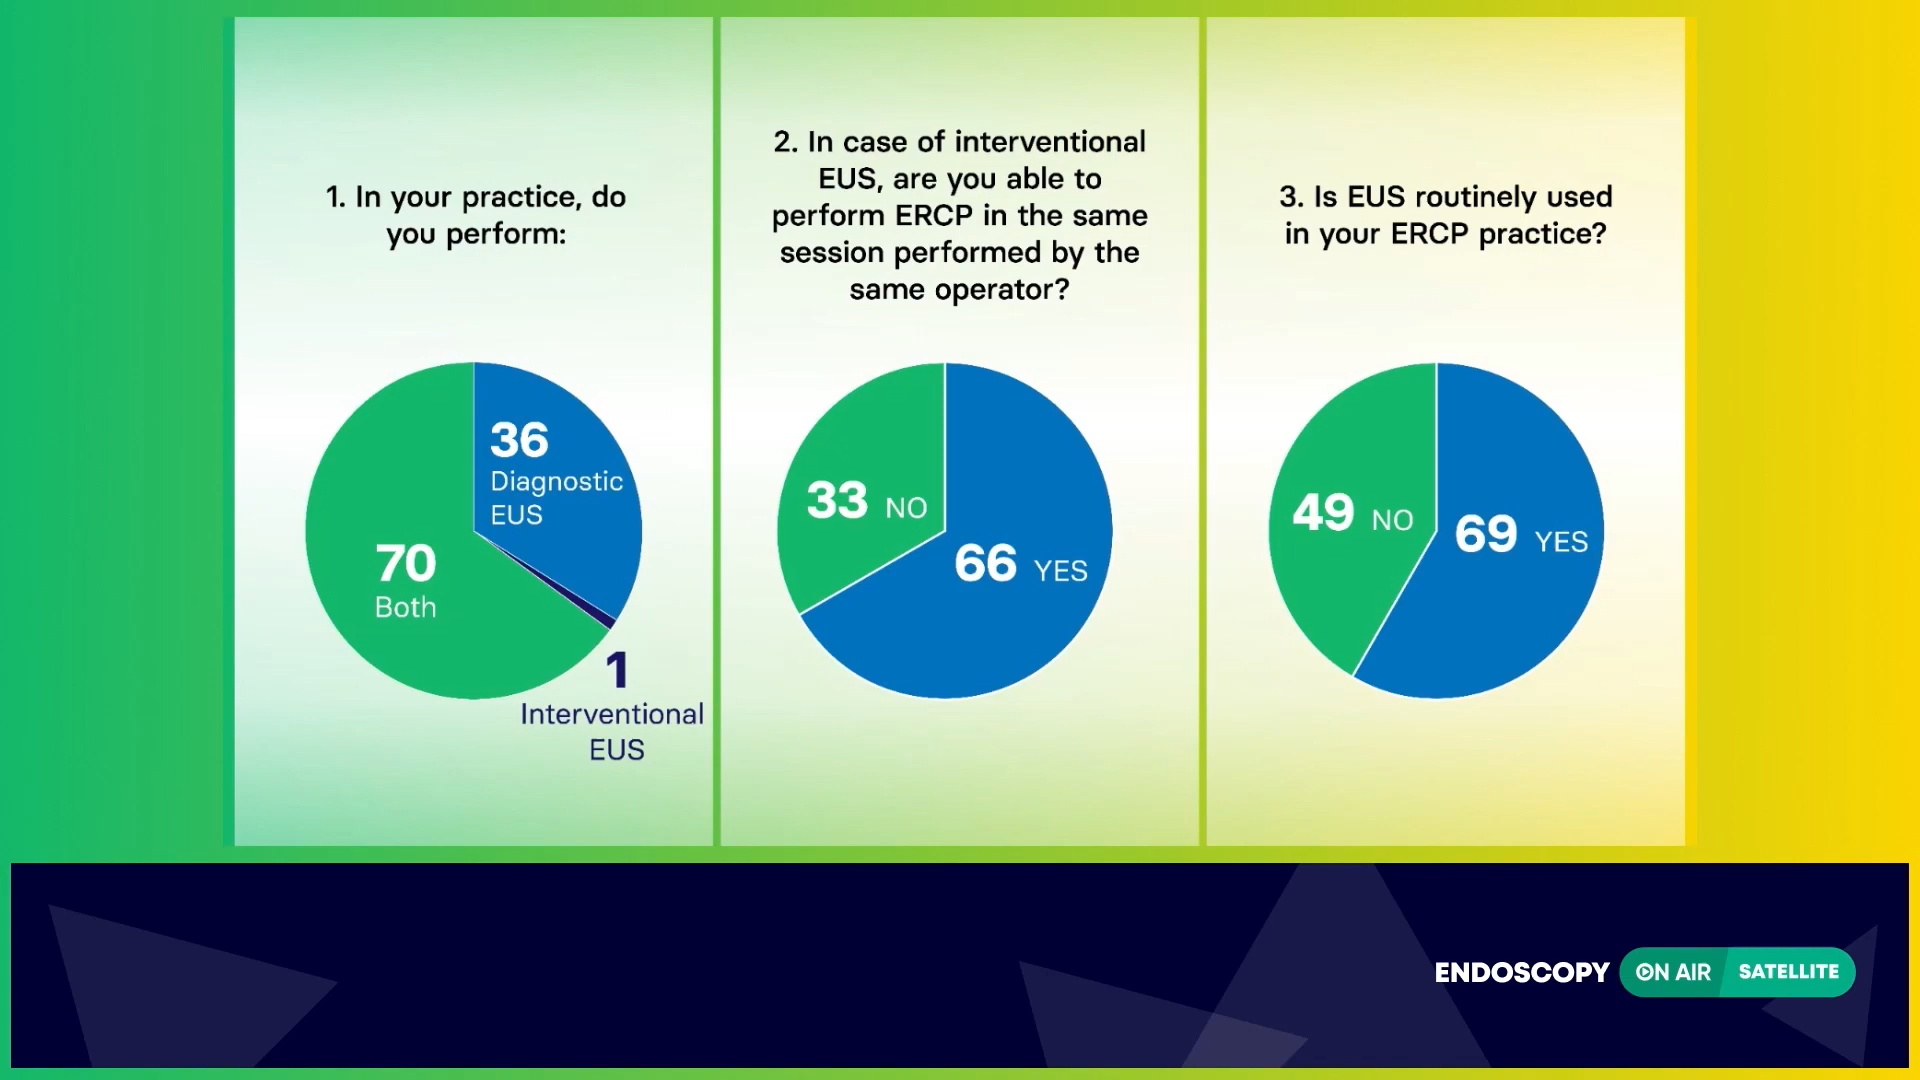 1. In your practice, do
you perform:
36
Diagnostic
EUS
70
Both
1
Interventional
EUS
2. In case of interventional
EUS, are you able to
perform ERCP in the same
session performed by the
same operator?
33 NO
66 YES
3. Is EUS routinely used
in your ERCP practice?
49 NO
69 YES
ENDOSCOPY ON AIR SATELLITE